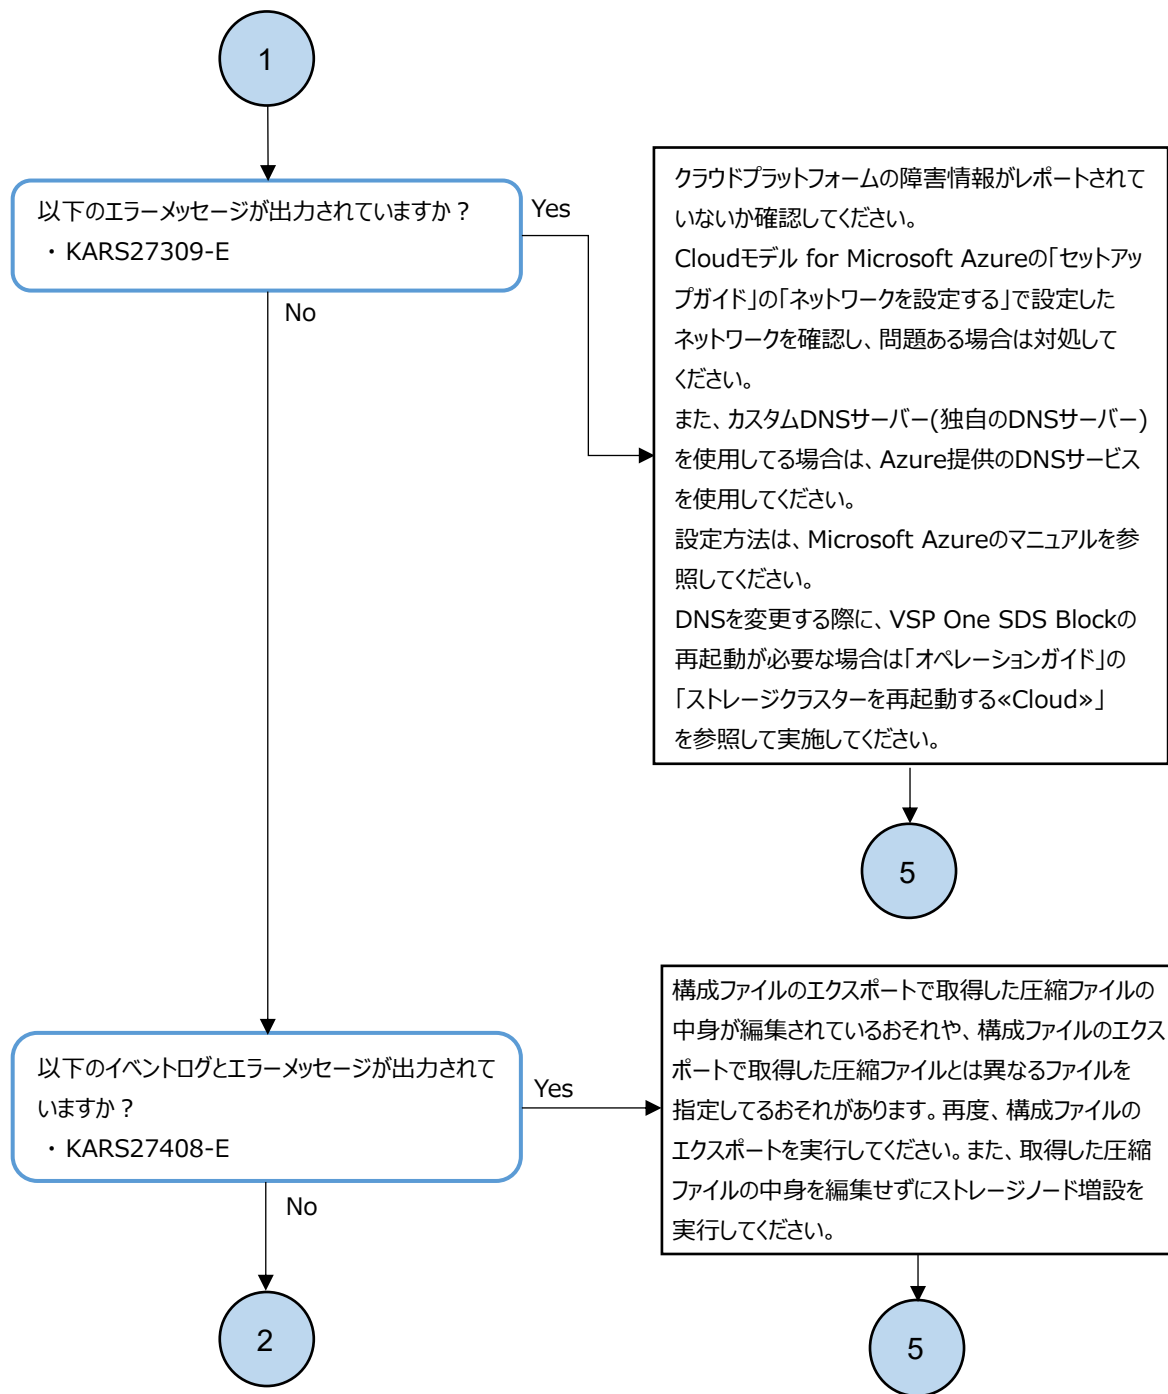 1
以下のエラーメッセージが出力されていますか？
・ KARS27309-E
Yes
No
クラウドプラットフォームの障害情報がレポートされて
いないか確認してください。
Cloudモデル for Microsoft Azureの「セットアッ
プガイド」の「ネットワークを設定する」で設定した
ネットワークを確認し、問題ある場合は対処して
ください。
また、カスタムDNSサーバー(独自のDNSサーバー)
を使用してる場合は、Azure提供のDNSサービス
を使用してください。
設定方法は、Microsoft Azureのマニュアルを参
照してください。
DNSを変更する際に、VSP One SDS Blockの
再起動が必要な場合は「オペレーションガイド」の
「ストレージクラスターを再起動する«Cloud»」
を参照して実施してください。
5
以下のイベントログとエラーメッセージが出力されて
いますか？
・ KARS27408-E
Yes
No
構成ファイルのエクスポートで取得した圧縮ファイルの
中身が編集されているおそれや、構成ファイルのエクス
ポートで取得した圧縮ファイルとは異なるファイルを
指定してるおそれがあります。再度、構成ファイルの
エクスポートを実行してください。また、取得した圧縮
ファイルの中身を編集せずにストレージノード増設を
実行してください。
2
5